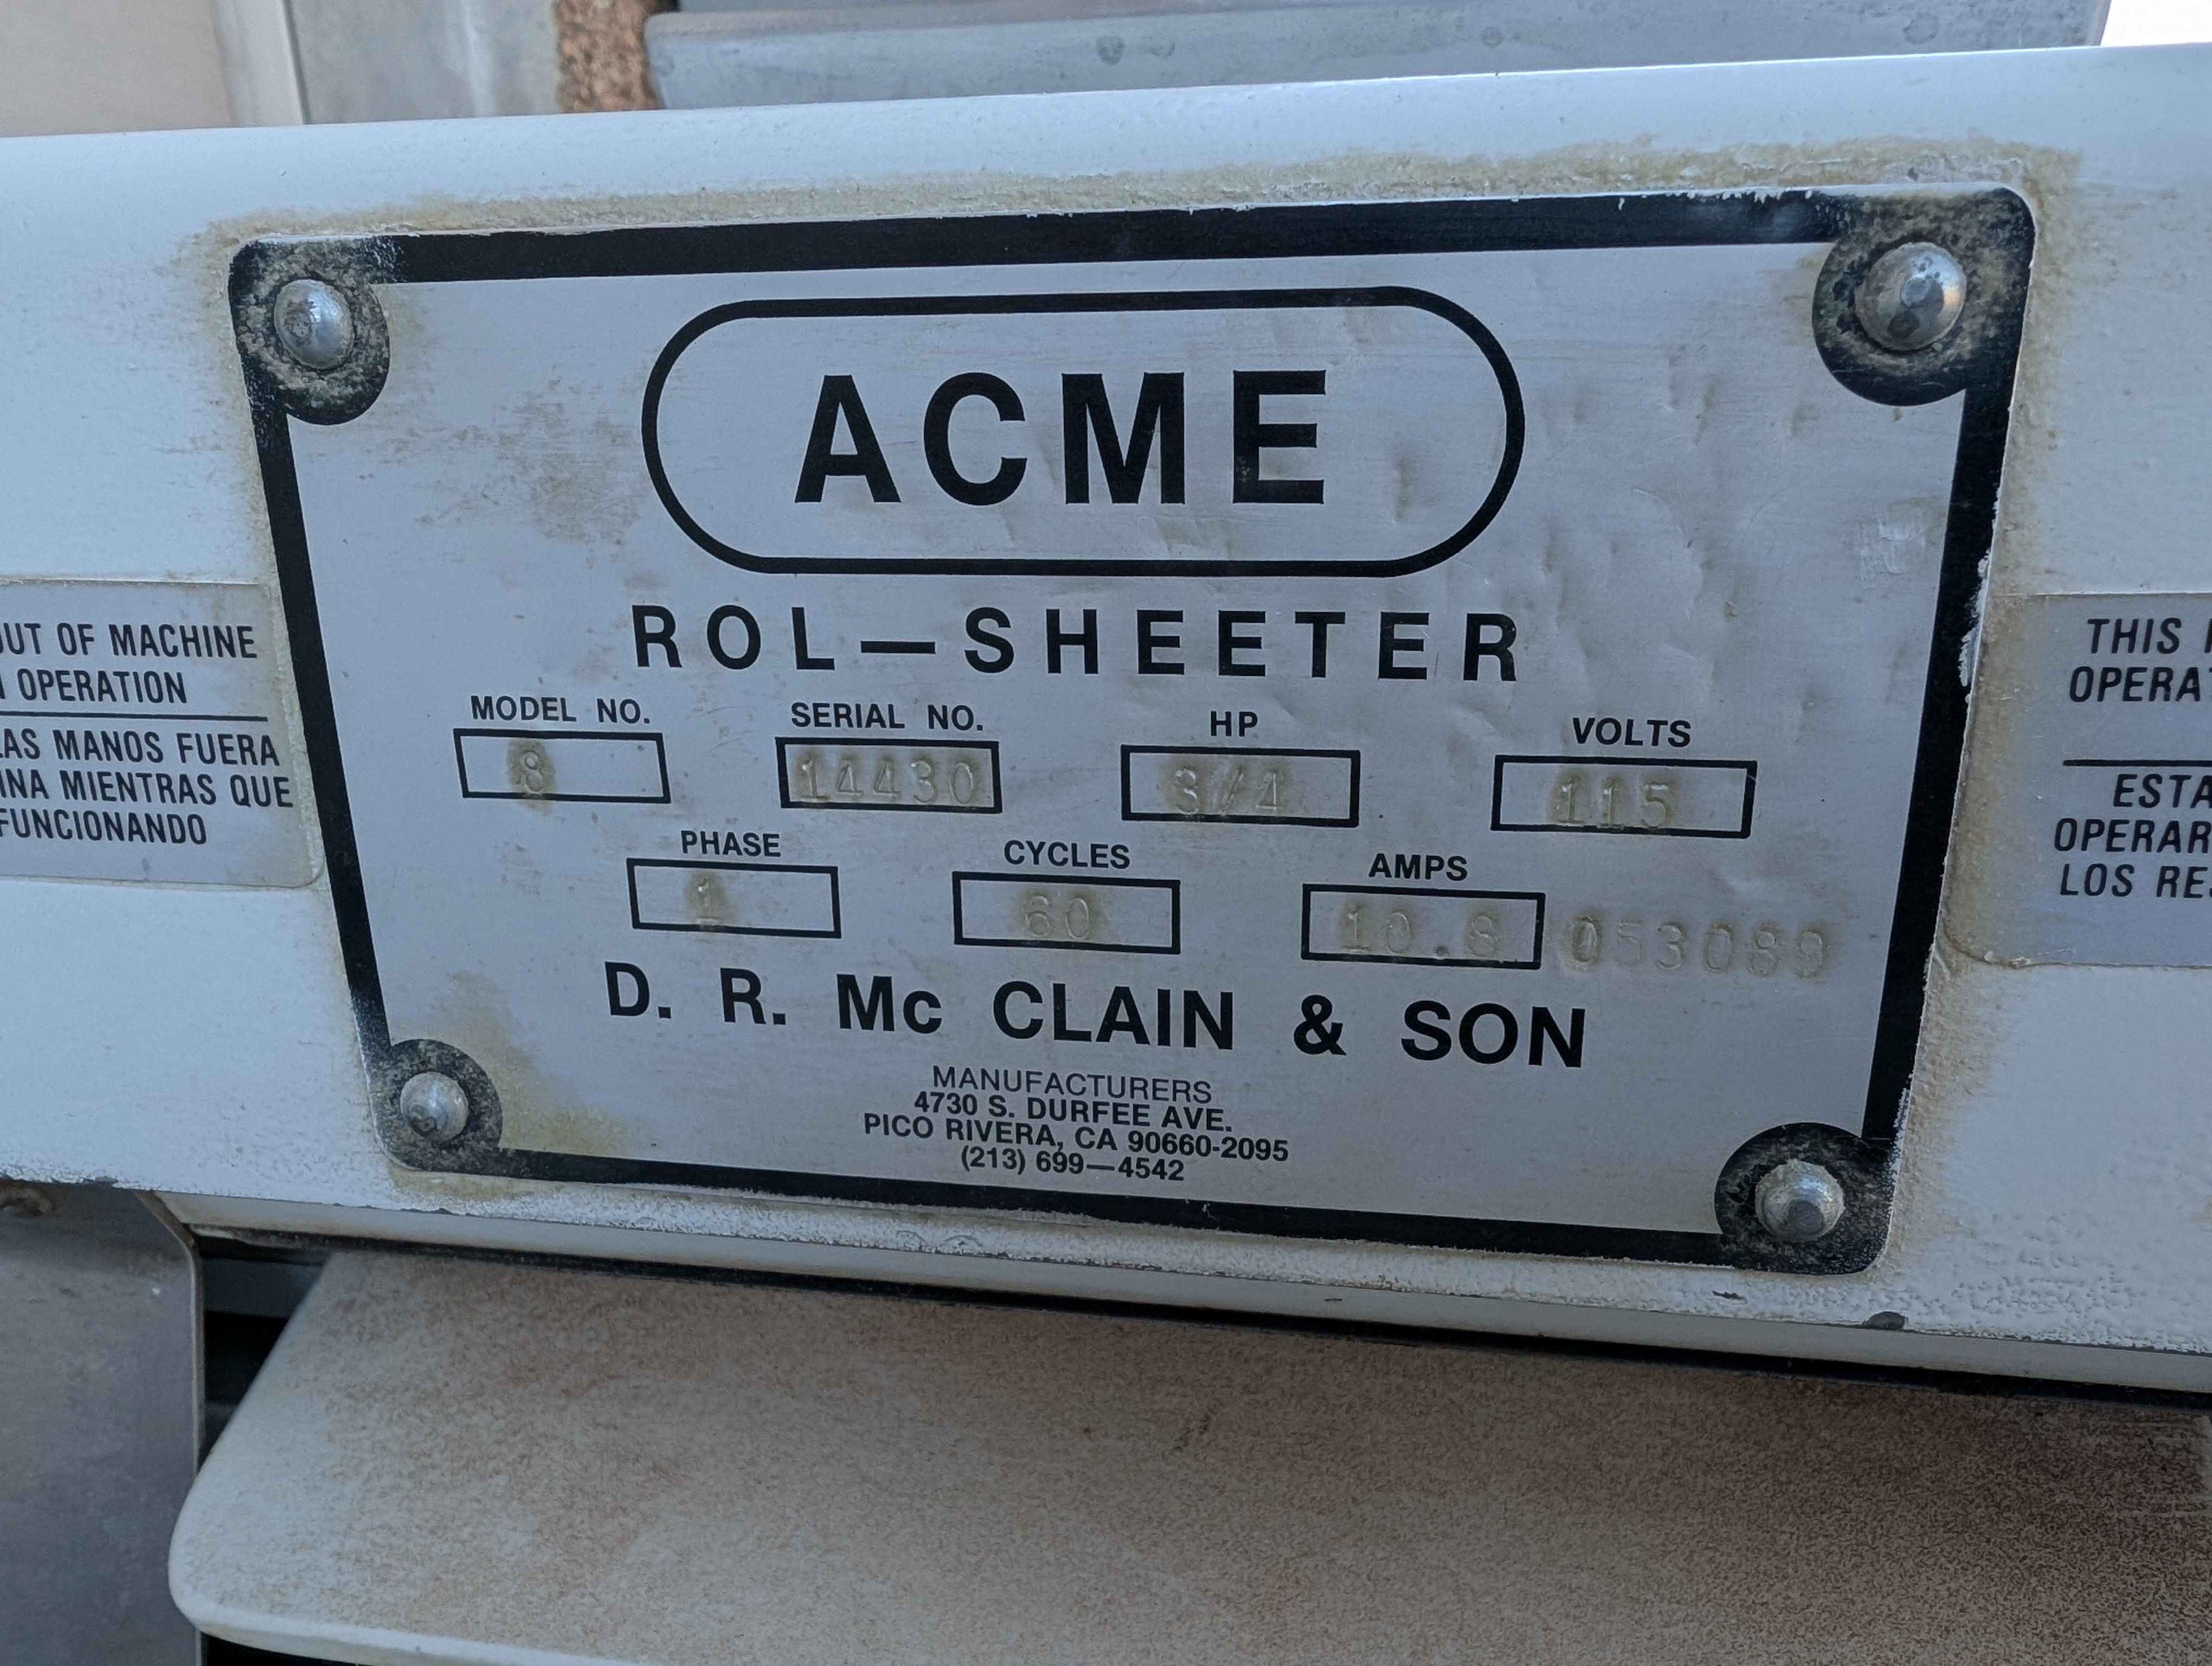 ACME
ROL—SHEETER
MODEL NO. SERIAL NO. HP VOLTS
8 14430 3/4 115
PHASE CYCLES AMPS
1 60 10.8 053089
D. R. Mc CLAIN & SON
MANUFACTURERS
4730 S. DURFEE AVE.
PICO RIVERA, CA 90660-2095
(213) 699—4542
OUT OF MACHINE
OPERATION
LAS MANOS FUERA
MIENTRAS QUE
FUNCIONANDO
THIS
OPERAT
ESTA
OPERAR
LOS RES